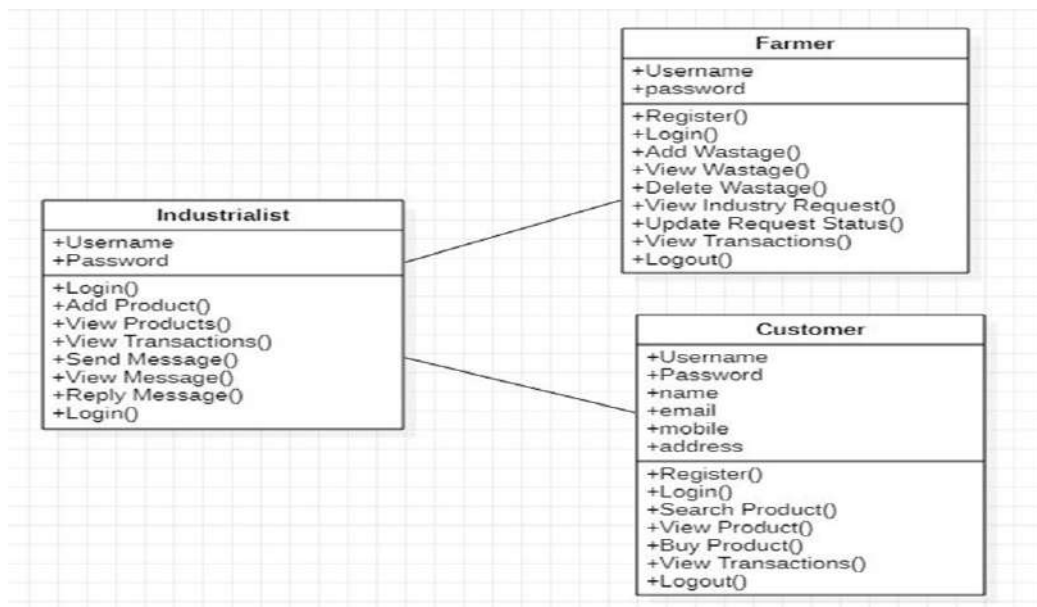 Farmer
+Username
+password
+Register()
+Login()
+Add Wastage()
+View Wastage()
+Delete Wastage()
+View Industry Request()
+Update Request Status()
+View Transactions()
+Logout()
Industrialist
+Username
+Password
+Login()
+Add Product()
+View Products()
+View Transactions()
+Send Message()
+View Message()
+Reply Message()
+Login()
Customer
+Username
+Password
+name
+email
+mobile
+address
+Register()
+Login()
+Search Product()
+View Product()
+Buy Product()
+View Transactions()
+Logout()